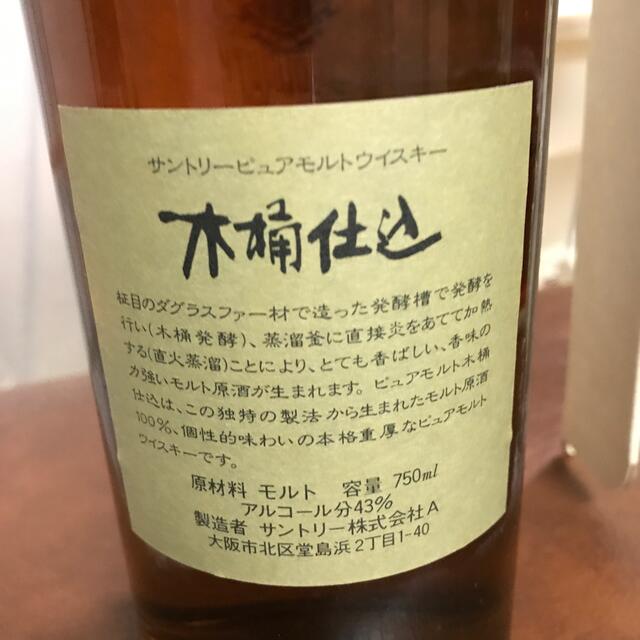 サントリーピュアモルトウイスキー
木桶仕込
柾目のダグラスファー材で造った発酵槽で発酵を
行い(木桶発酵)、蒸溜釜に直接炎をあてて加熱
する(直火蒸溜)ことにより、とても香ばしい、香味の
力強いモルト原酒が生まれます。ピュアモルト木桶
仕込は、この独特の製法から生まれたモルト原酒
100%、個性的味わいの本格重厚なピュアモルト
ウイスキーです。
原材料 モルト 容量 750ml
アルコール分43%
製造者 サントリー株式会社A
大阪市北区堂島浜2丁目1-40